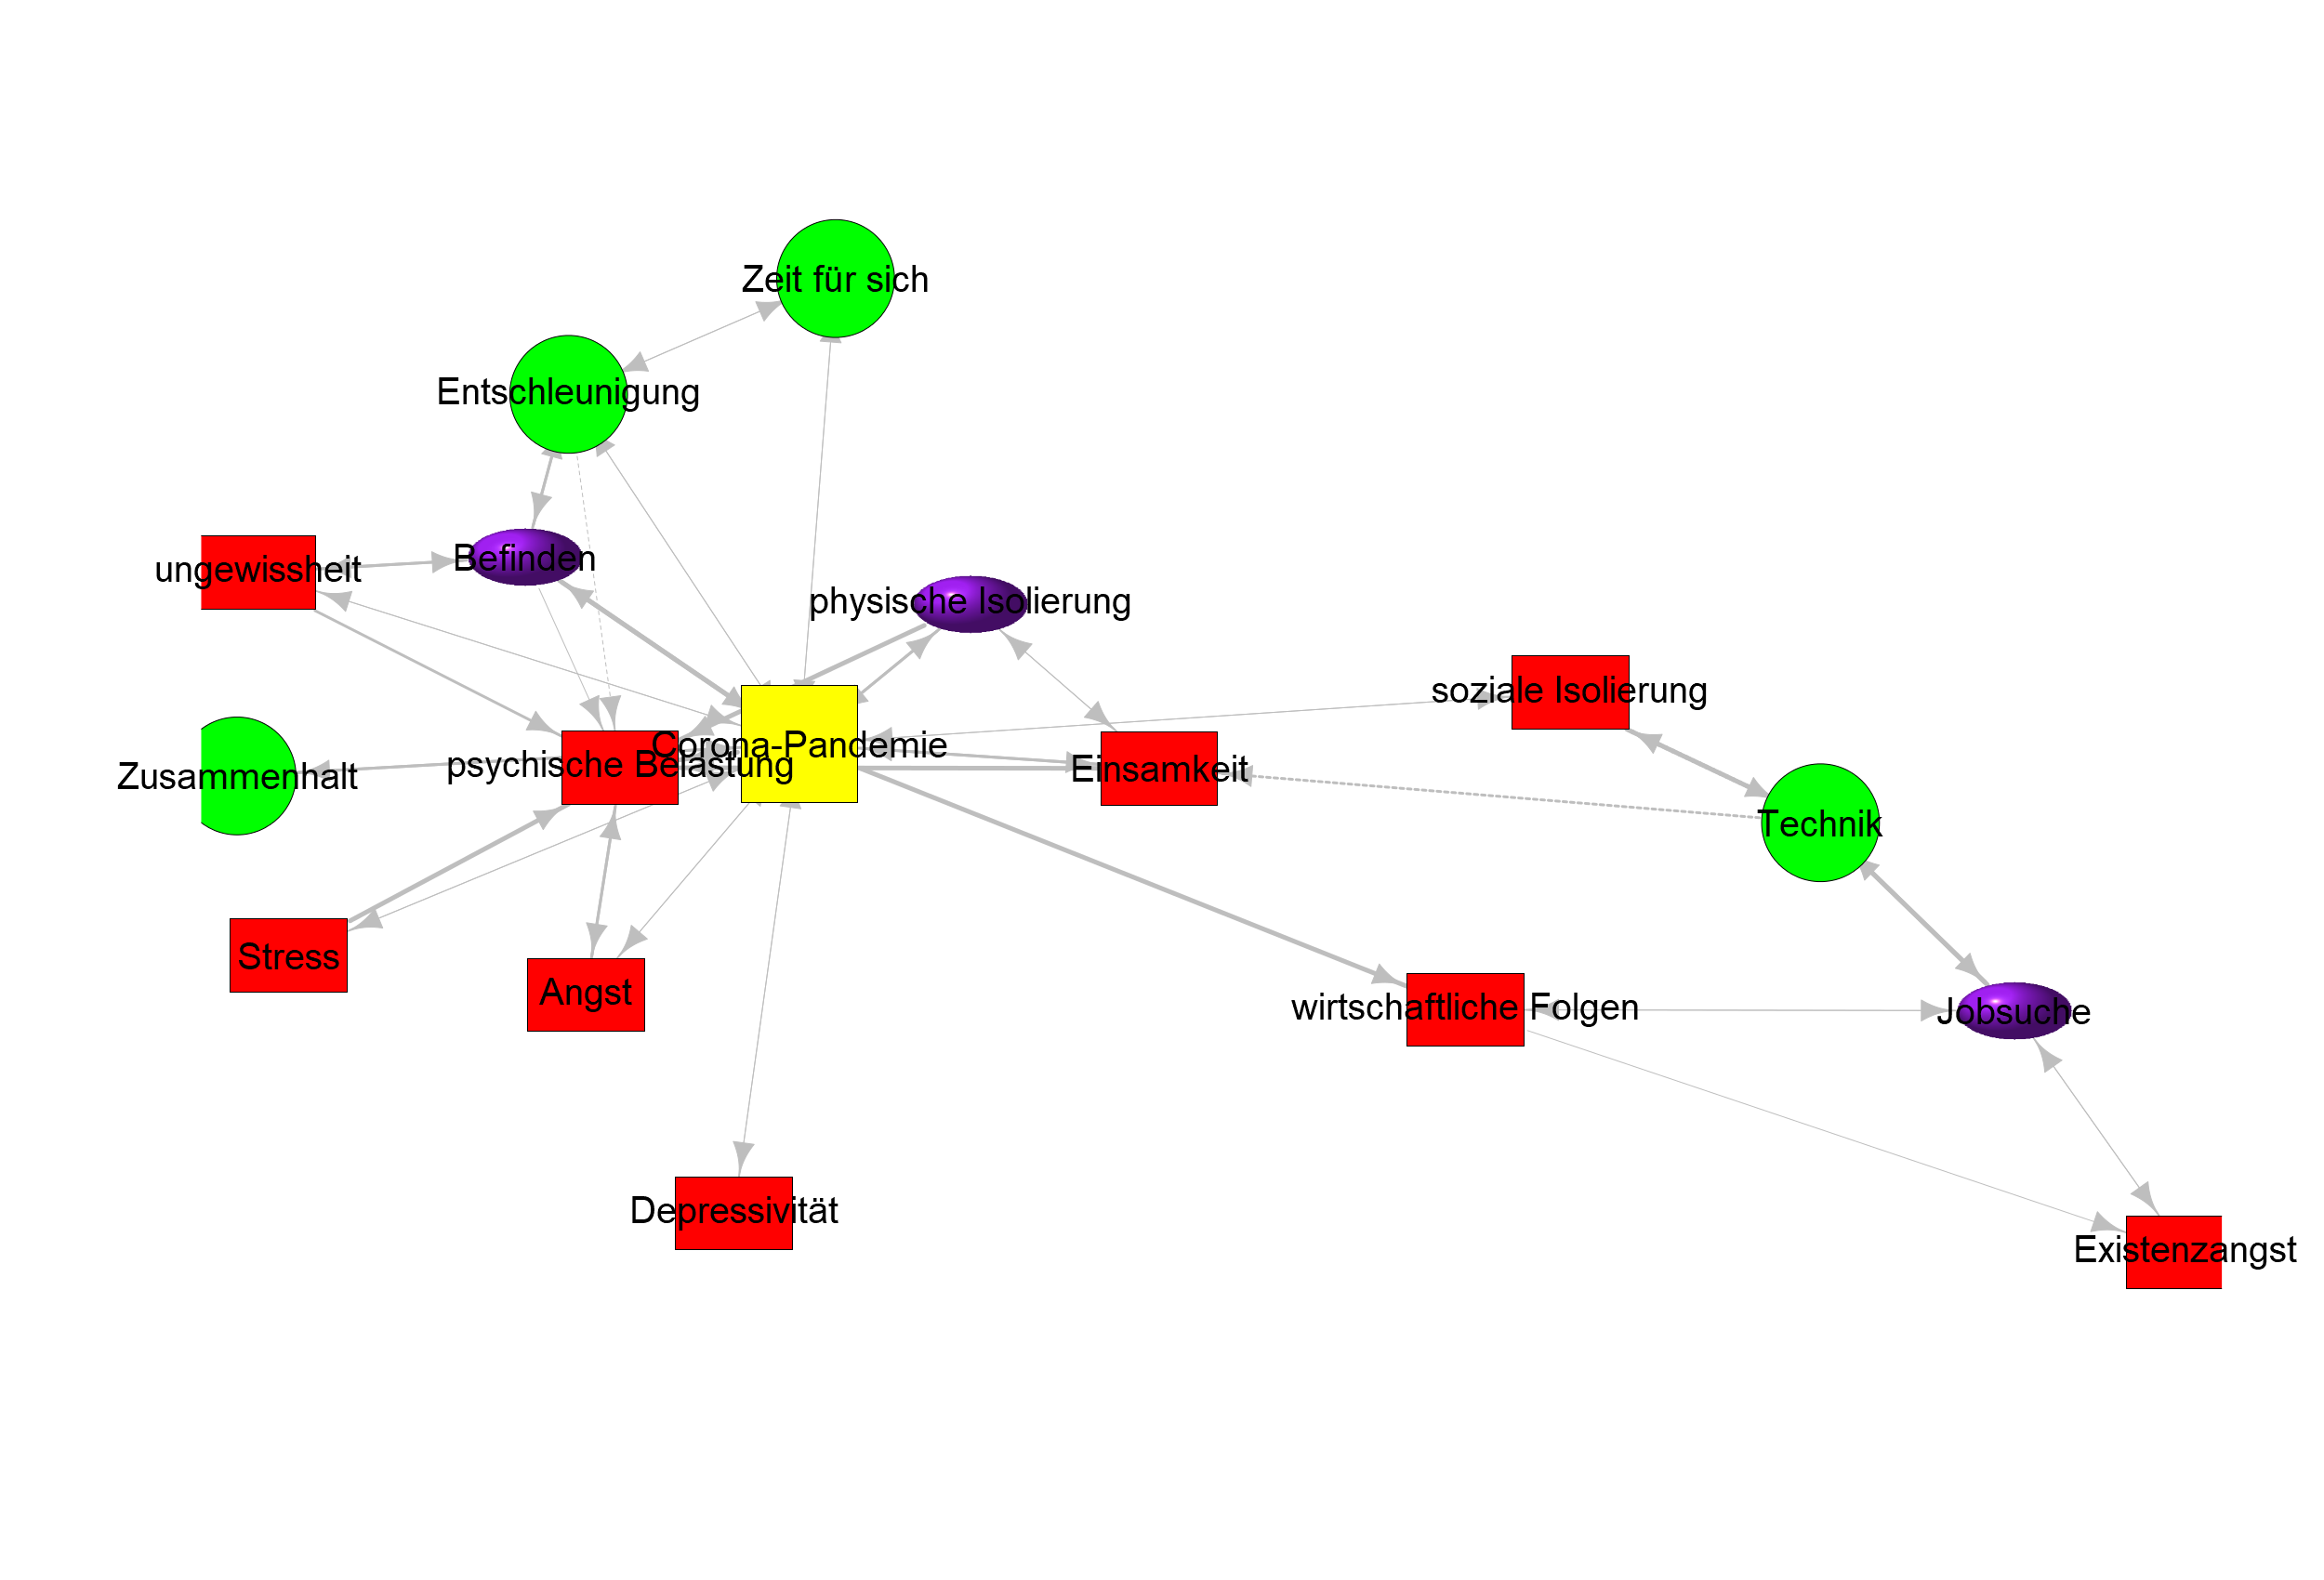 Zeit für sich
Entschleunigung
Befinden
ungewissheit
physische Isolierung
soziale Isolierung
Corona-Pandemie
psychische Belastung
Einsamkeit
Zusammenhalt
Technik
Stress
Angst
wirtschaftliche Folgen
Jobsuche
Depressivität
Existenzangst